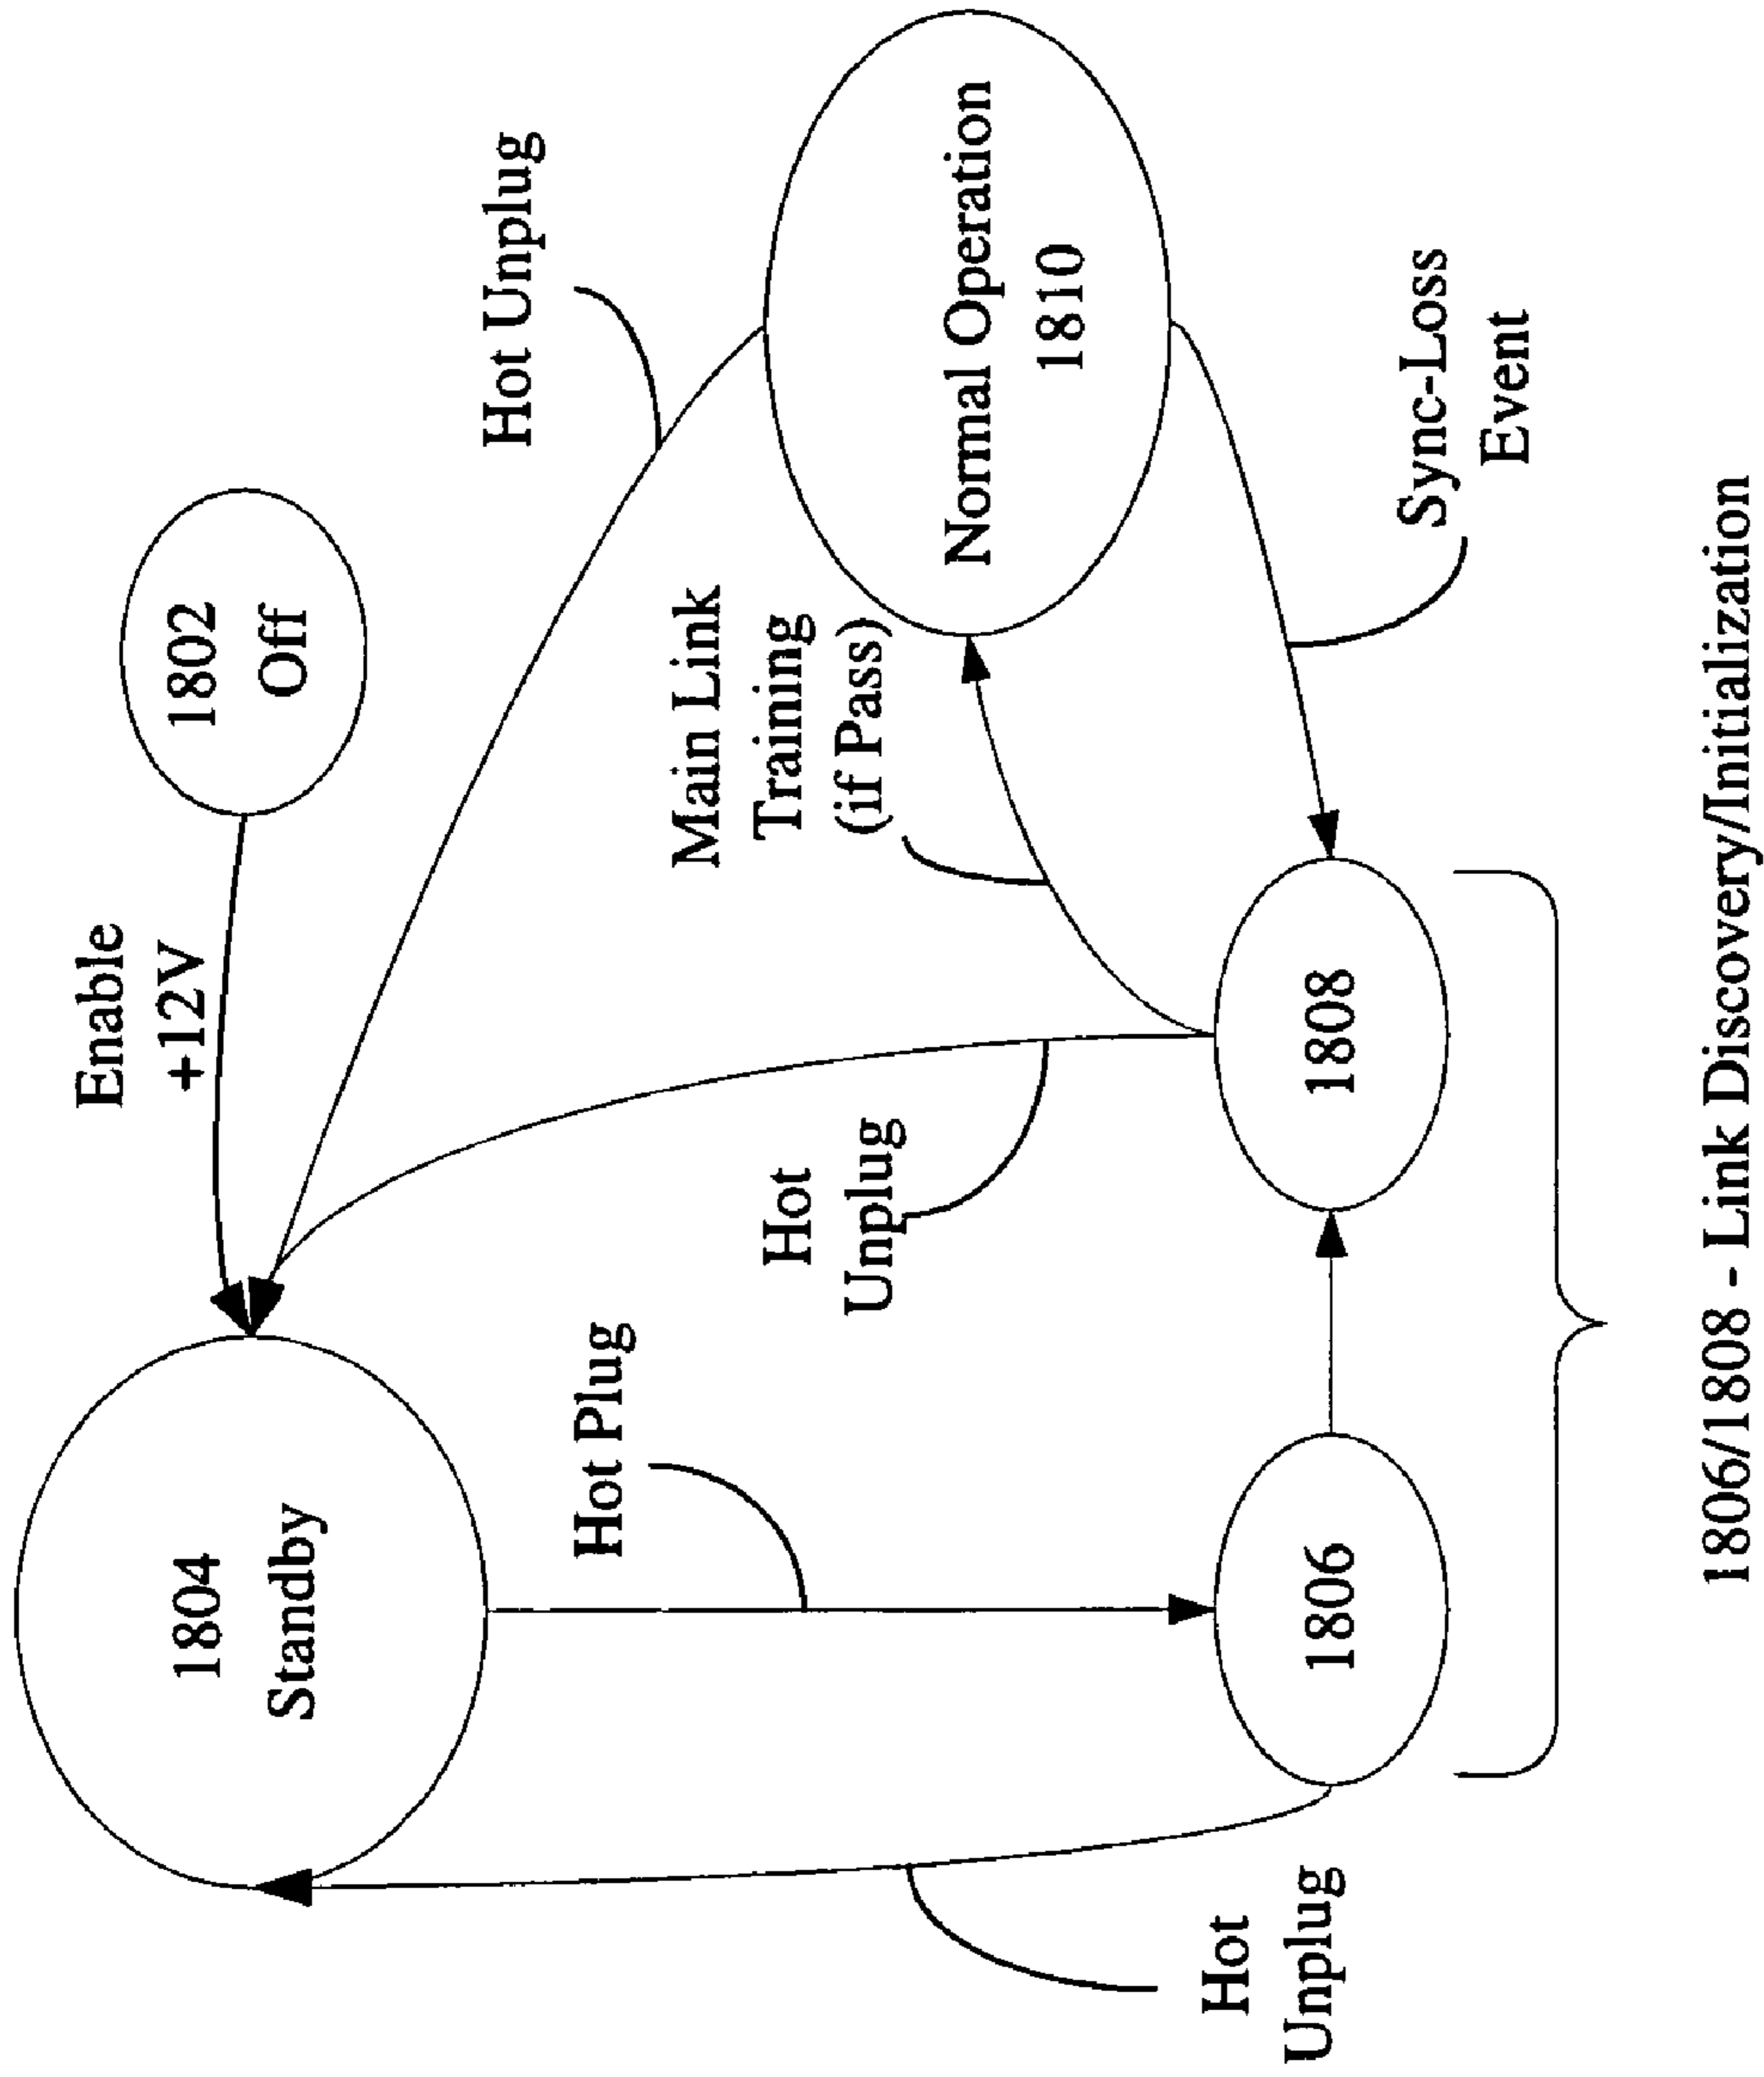 1804
Standby
Enable
+12V
1802
Off
Hot Plug
Hot Unplug
Hot
Unplug
Main Link
Training
(if Pass)
Normal Operation
1810
Hot
Unplug
1806
1808
Sync-Loss
Event
1806/1808 - Link Discovery/Initialization